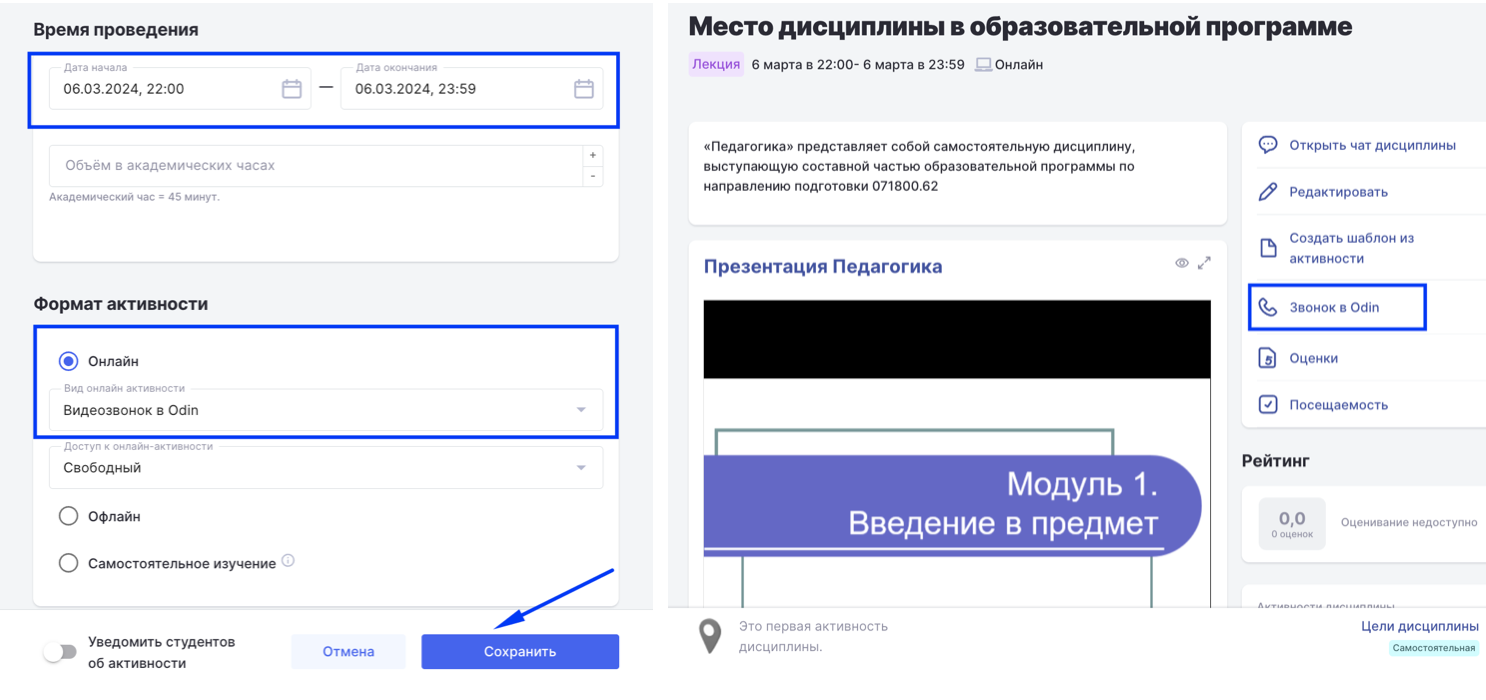 Время проведения
Дата начала
06.03.2024, 22:00
—
Дата окончания
06.03.2024, 23:59
Объём в академических часах
+
-
Академический час = 45 минут.
Формат активности
Онлайн
Вид онлайн активности
Видеозвонок в Odin
Доступ к онлайн-активности
Свободный
Офлайн
Самостоятельное изучение
Уведомить студентов
об активности
Отмена
Сохранить
Место дисциплины в образовательной программе
Лекция 6 марта в 22:00- 6 марта в 23:59 Онлайн
«Педагогика» представляет собой самостоятельную дисциплину,
выступающую составной частью образовательной программы по
направлению подготовки 071800.62
Презентация Педагогика
Модуль 1.
Введение в предмет
Открыть чат дисциплины
Редактировать
Создать шаблон из
активности
Звонок в Odin
5
Оценки
Посещаемость
Рейтинг
0,0
0 оценок
Оценивание недоступно
Активности дисциплины
Это первая активность
дисциплины.
Цели дисциплины
Самостоятельная